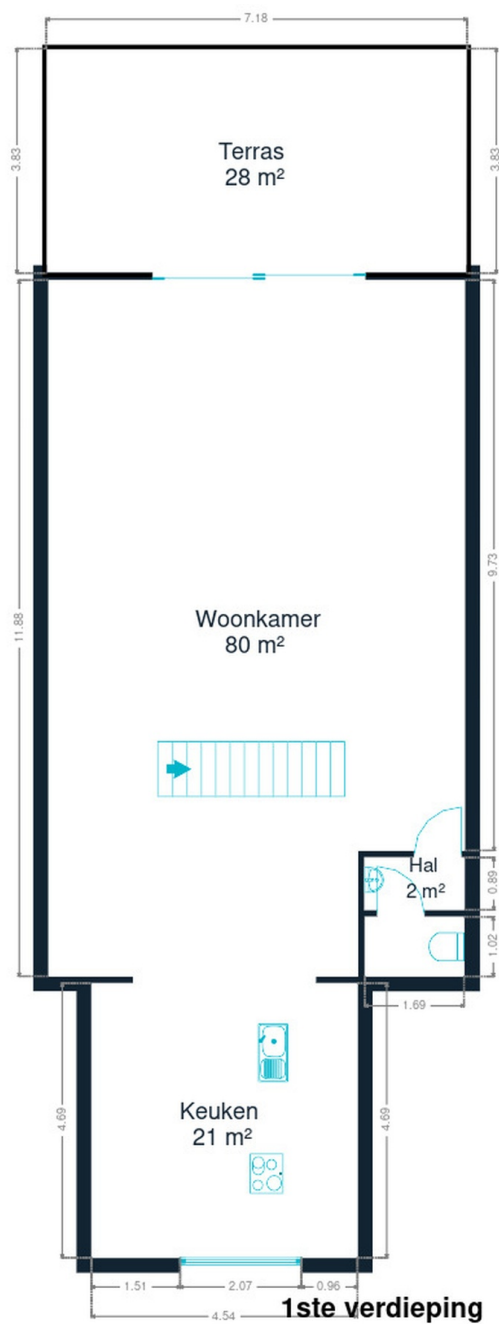 7.18
3.83
3.83
Terras
28 m²
11.88
9.73
Woonkamer
80 m²
Hal
2 m²
0.89
1.02
1.69
4.69
4.69
Keuken
21 m²
1.51
2.07
0.96
4.54
1ste verdieping